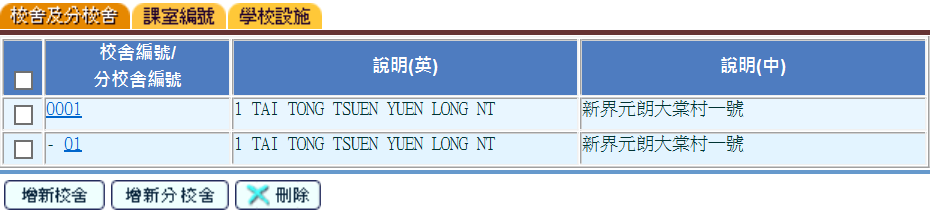 校舍及分校舍 課室編號 學校設施
校舍編號/
分校舍編號 說明(英) 說明(中)
0001 1 TAI TONG TSUEN YUEN LONG NT 新界元朗大棠村一號
- 01 1 TAI TONG TSUEN YUEN LONG NT 新界元朗大棠村一號
增新校舍 增新分校舍 刪除